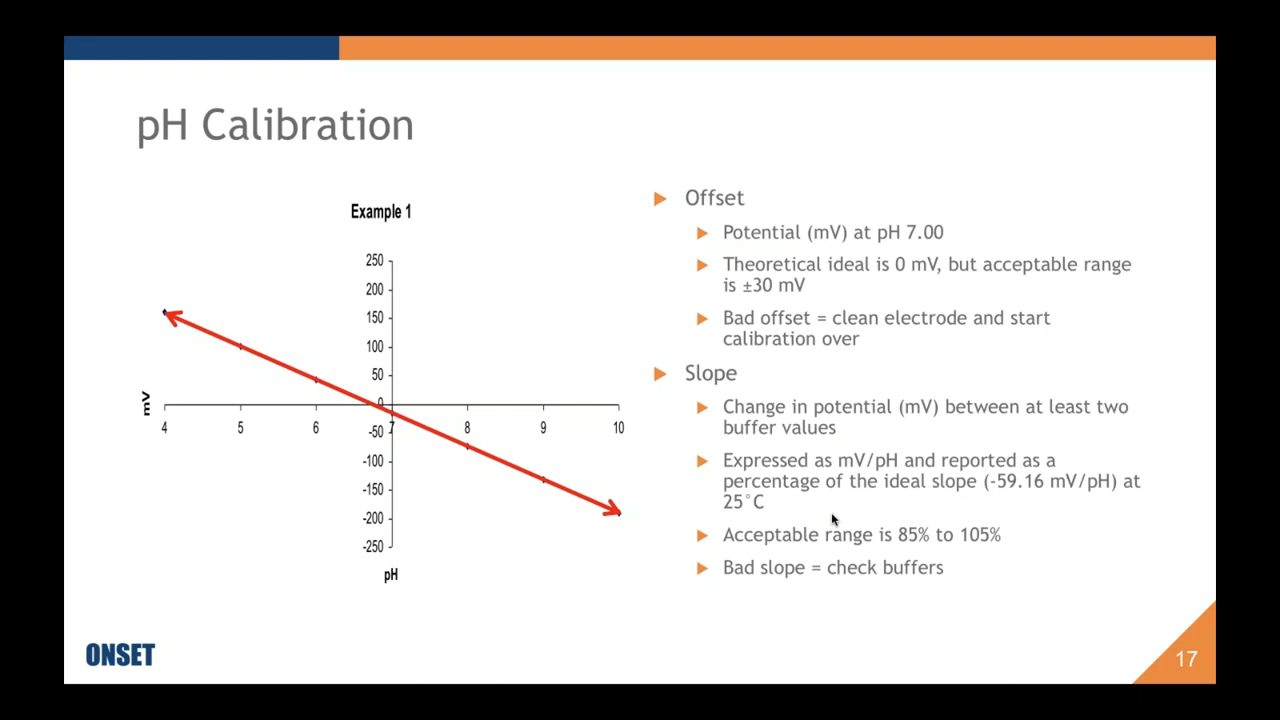 pH Calibration
Example 1
250
200
150
100
50
0
-50
-100
-150
-200
-250
mV
4 5 6 7 8 9 10
pH
Offset
Potential (mV) at pH 7.00
Theoretical ideal is 0 mV, but acceptable range
is ±30 mV
Bad offset = clean electrode and start
calibration over
Slope
Change in potential (mV) between at least two
buffer values
Expressed as mV/pH and reported as a
percentage of the ideal slope (-59.16 mV/pH) at
25°C
Acceptable range is 85% to 105%
Bad slope = check buffers
ONSET
17